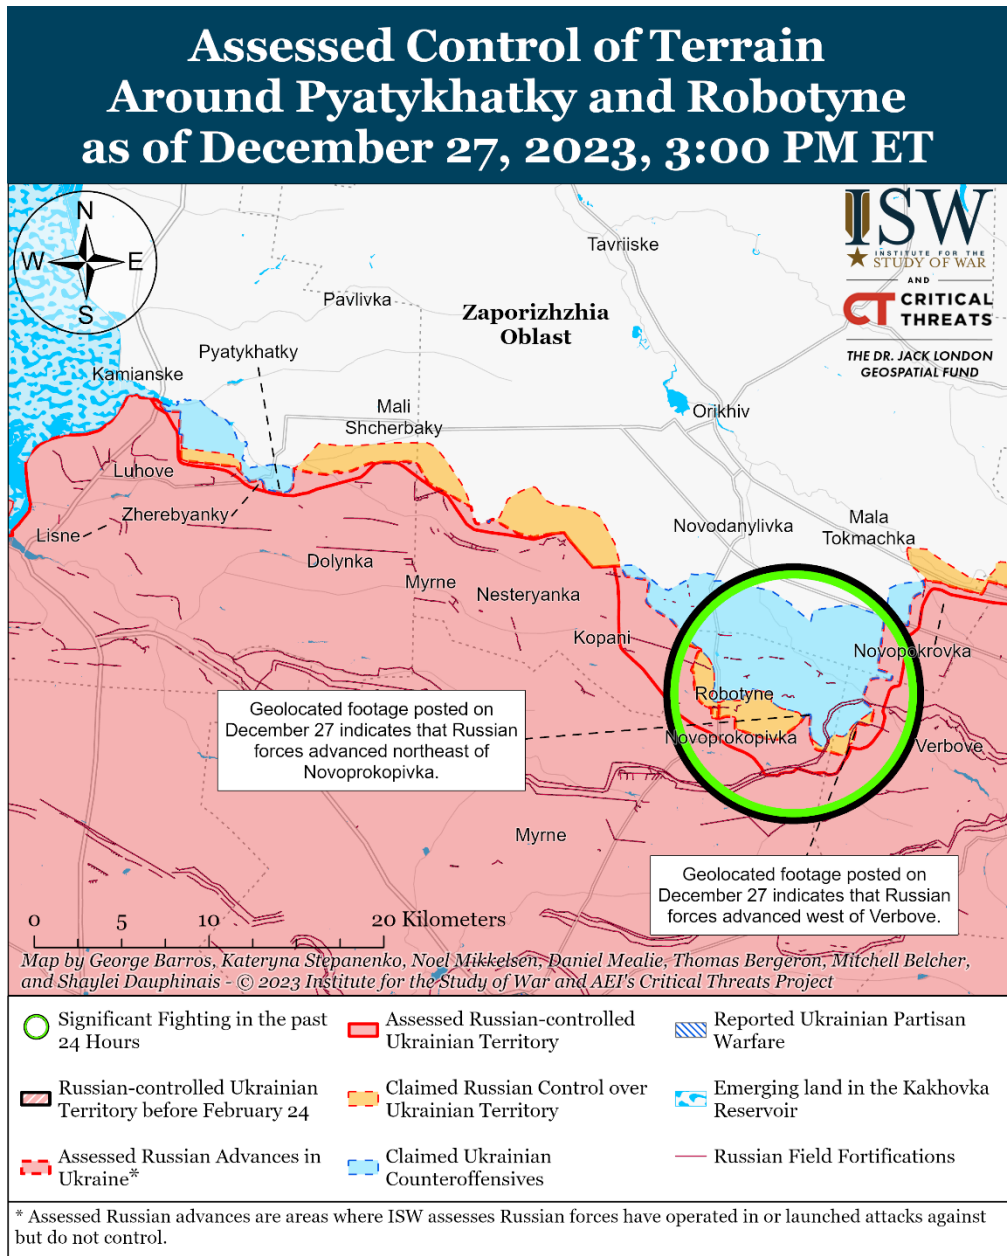 Assessed Control of Terrain
Around Pyatykhatky and Robotyne
as of December 27, 2023, 3:00 PM ET
N
W
E
S
ISW
INSTITUTE FOR THE
STUDY OF WAR
AND
CT CRITICAL
THREATS
THE DR. JACK LONDON
GEOSPATIAL FUND
Tavriiske
Pavlivka
Zaporizhzhia
Oblast
Pyatykhatky
Kamianske
Mali
Shcherbaky
Orikhiv
Luhove
Zherebyanky
Lisne
Novodanylivka
Mala
Tokmachka
Dolynka
Myrne
Nesteryanka
Kopani
Novopokrovka
Robotyne
Novoprokopivka
Verbove
Geolocated footage posted on
December 27 indicates that Russian
forces advanced northeast of
Novoprokopivka.
Myrne
Geolocated footage posted on
December 27 indicates that Russian
forces advanced west of Verbove.
0 5 10 20 Kilometers
Map by George Barros, Kateryna Stepanenko, Noel Mikkelsen, Daniel Mealie, Thomas Bergeron, Mitchell Belcher,
and Shaylei Dauphinais - © 2023 Institute for the Study of War and AEI's Critical Threats Project
Significant Fighting in the past
24 Hours
Assessed Russian-controlled
Ukrainian Territory
Reported Ukrainian Partisan
Warfare
Russian-controlled Ukrainian
Territory before February 24
Claimed Russian Control over
Ukrainian Territory
Emerging land in the Kakhovka
Reservoir
Assessed Russian Advances in
Ukraine*
Claimed Ukrainian
Counteroffensives
Russian Field Fortifications
* Assessed Russian advances are areas where ISW assesses Russian forces have operated in or launched attacks against
but do not control.